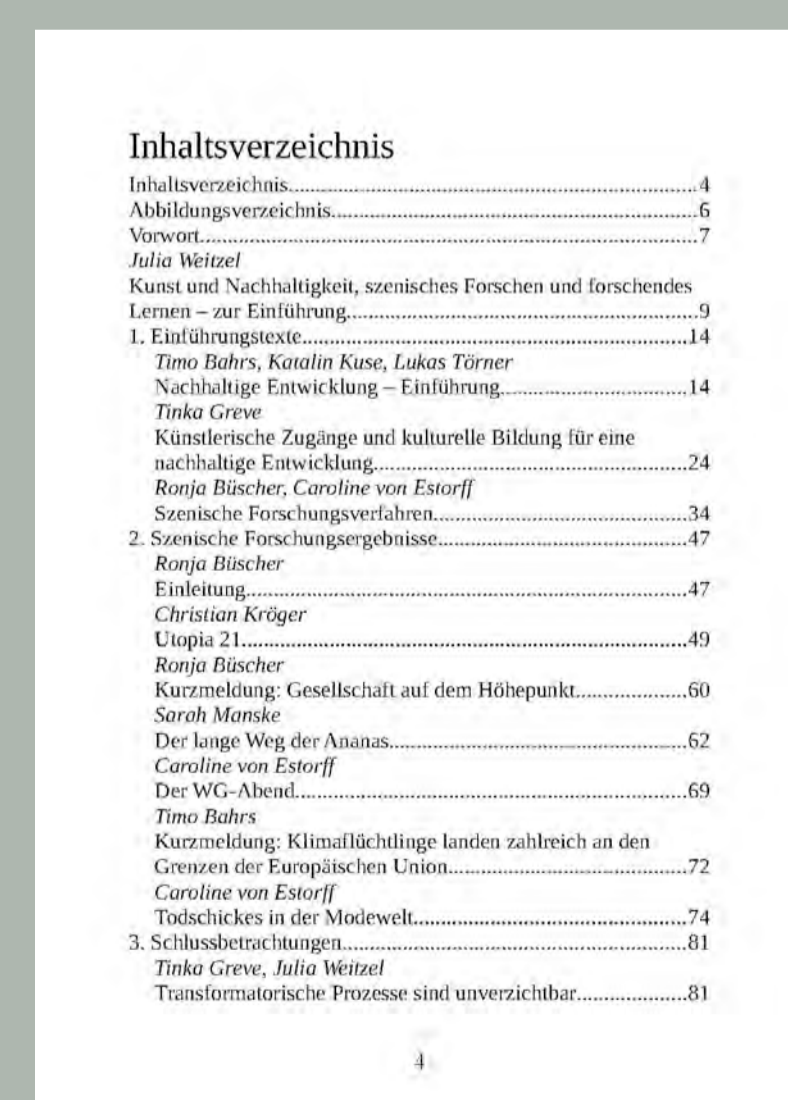 Inhaltsverzeichnis
Inhaltsverzeichnis....................4
Abbildungsverzeichnis....................6
Vorwort....................7
Julia Weitzel
Kunst und Nachhaltigkeit, szenisches Forschen und forschendes
Lernen – zur Einführung....................9
1. Einführungstexte....................14
Timo Bahrs, Katalin Kuse, Lukas Törner
Nachhaltige Entwicklung – Einführung....................14
Tinka Greve
Künstlerische Zugänge und kulturelle Bildung für eine
nachhaltige Entwicklung....................24
Ronja Büscher, Caroline von Estorff
Szenische Forschungsverfahren....................34
2. Szenische Forschungsergebnisse....................47
Ronja Büscher
Einleitung....................47
Christian Kröger
Utopia 21....................49
Ronja Büscher
Kurzmeldung: Gesellschaft auf dem Höhepunkt....................60
Sarah Manske
Der lange Weg der Ananas....................62
Caroline von Estorff
Der WG-Abend....................69
Timo Bahrs
Kurzmeldung: Klimaflüchtlinge landen zahlreich an den
Grenzen der Europäischen Union....................72
Caroline von Estorff
Todschickes in der Modewelt....................74
3. Schlussbetrachtungen....................81
Tinka Greve, Julia Weitzel
Transformatorische Prozesse sind unverzichtbar....................81
4